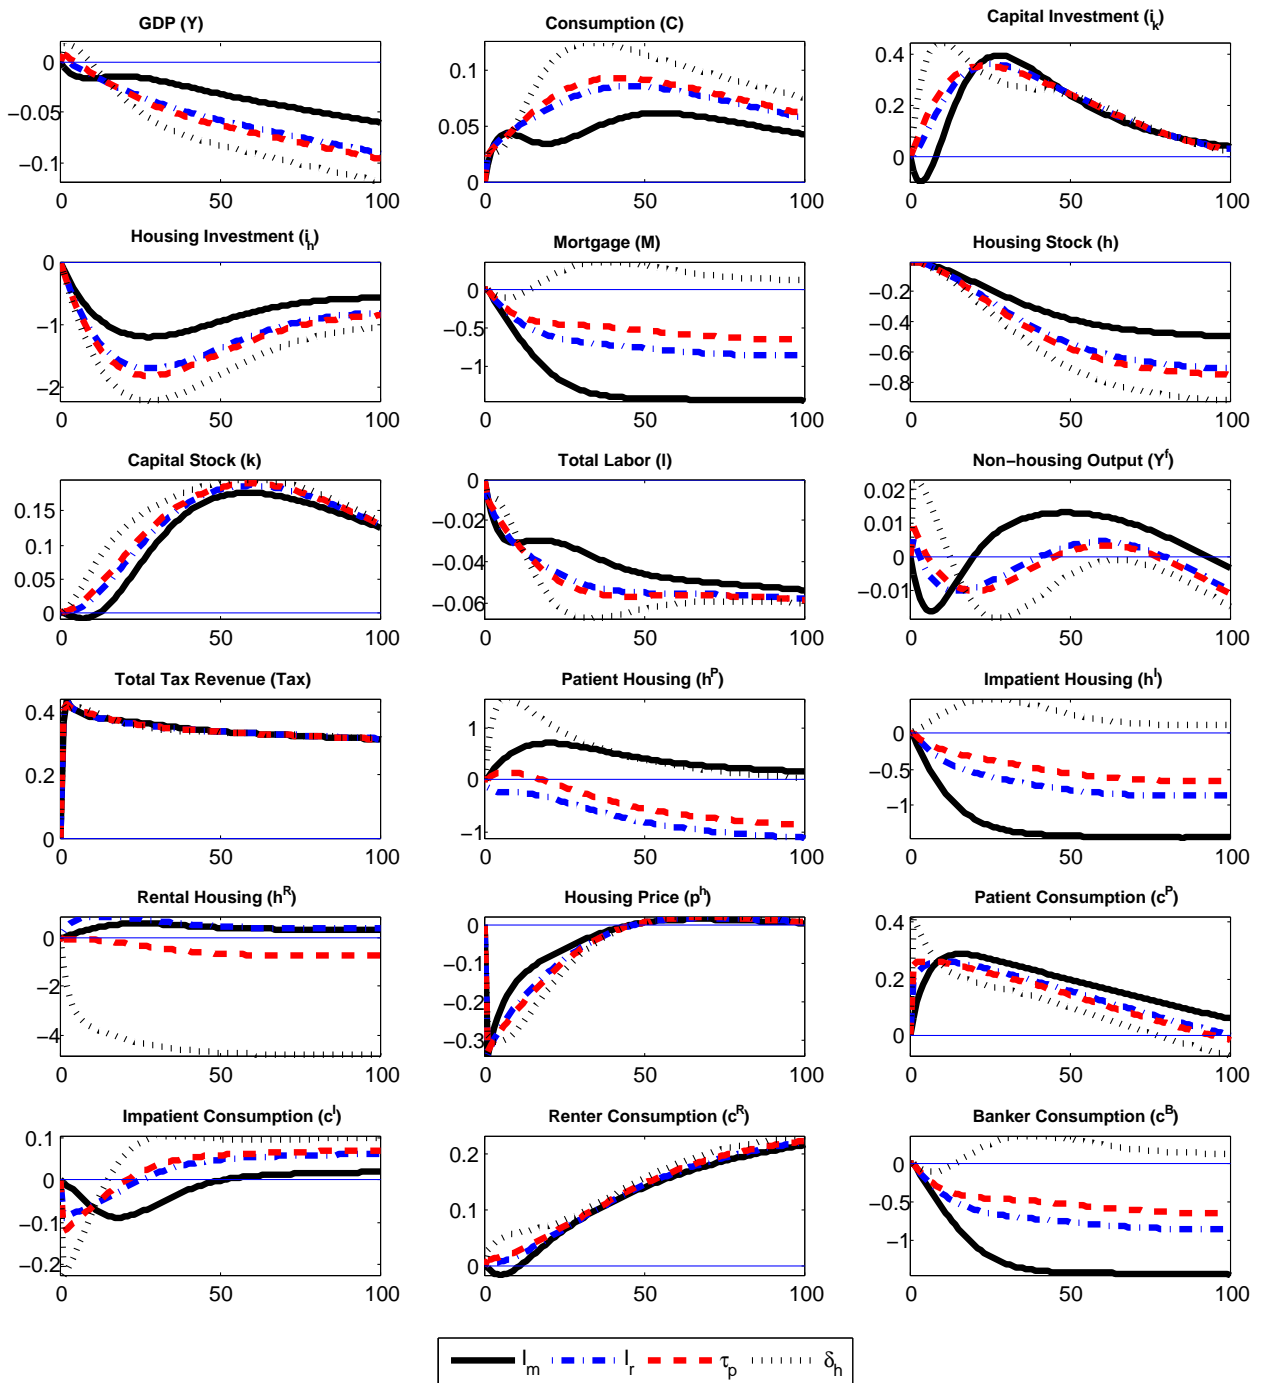 GDP (Y)
Consumption (C)
Capital Investment (i_k)
0
−0.05
−0.1
0 50 100
0.1
0.05
0
0 50 100
0.4
0.2
0
0 50 100
Housing Investment (i_h)
Mortgage (M)
Housing Stock (h)
0
−1
−2
0 50 100
0
−0.5
−1
0 50 100
−0.2
−0.4
−0.6
−0.8
0 50 100
Capital Stock (k)
Total Labor (l)
Non−housing Output (Y^f)
0.15
0.1
0.05
0
0 50 100
0
−0.02
−0.04
−0.06
0 50 100
0.02
0.01
0
−0.01
0 50 100
Total Tax Revenue (Tax)
Patient Housing (h^P)
Impatient Housing (h^I)
0.4
0.2
0
0 50 100
1
0
−1
0 50 100
0
−0.5
−1
0 50 100
Rental Housing (h^R)
Housing Price (p^h)
Patient Consumption (c^P)
0
−2
−4
0 50 100
0
−0.1
−0.2
−0.3
0 50 100
0.4
0.2
0
0 50 100
Impatient Consumption (c^I)
Renter Consumption (c^R)
Banker Consumption (c^B)
0.1
0
−0.1
−0.2
0 50 100
0.2
0.1
0
0 50 100
0
−0.5
−1
0 50 100
I_m I_r τ_p δ_h